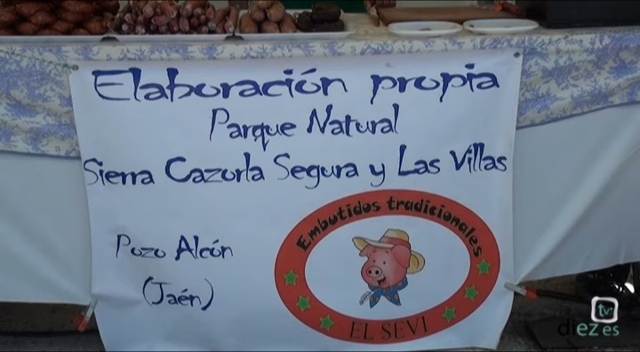 Elaboración propia
Parque Natural
Sierra Cazorla Segura y Las Villas
Pozo Alcón
(Jaén)
Embutidos tradicionales
EL SEVI
tv
diez es